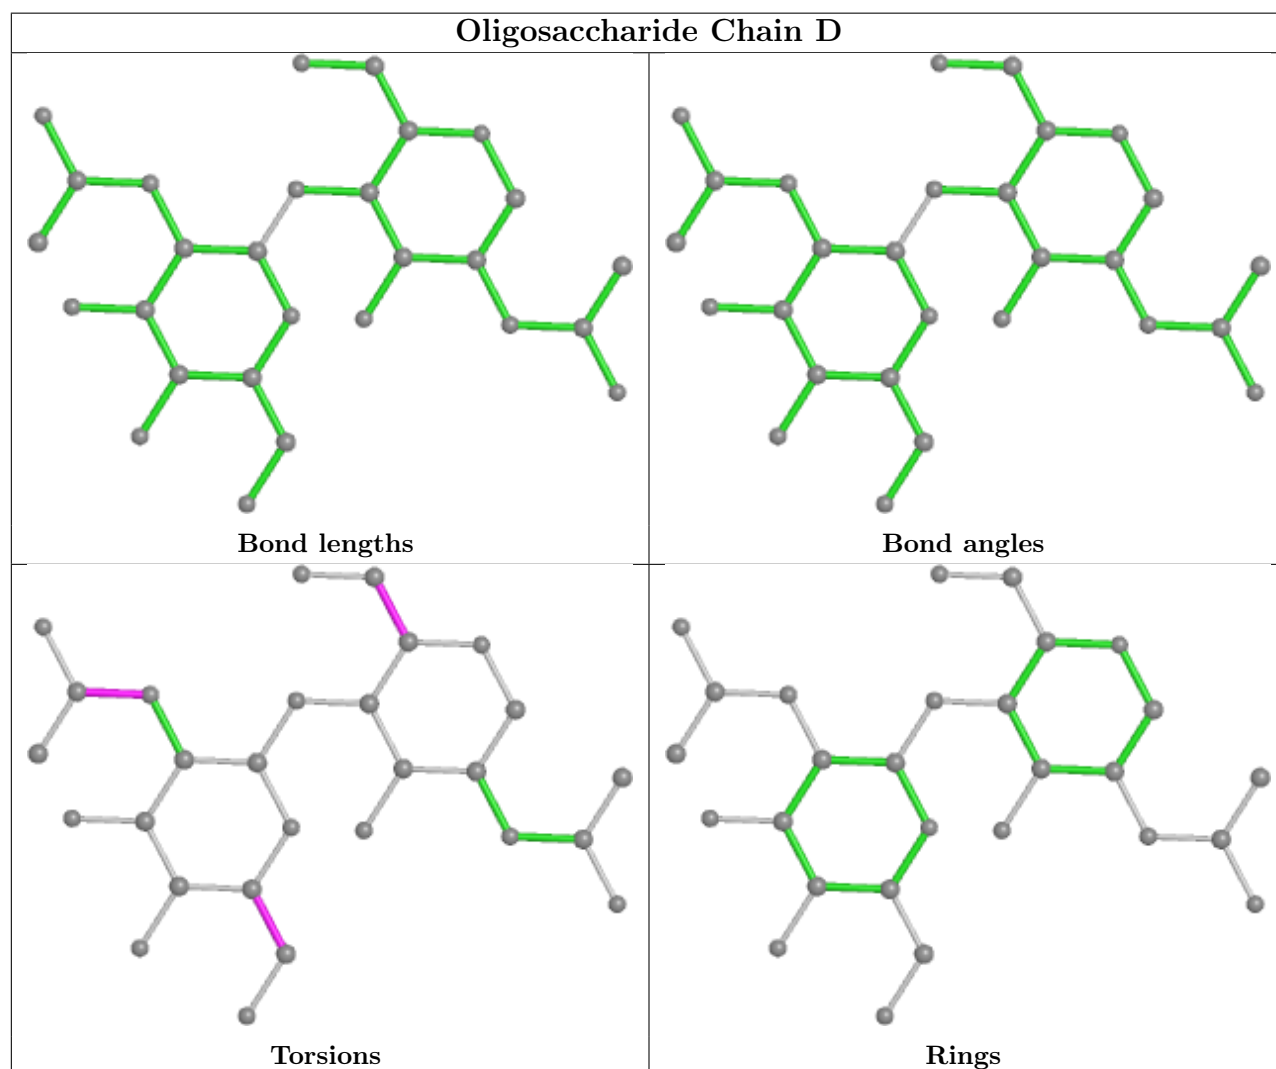 Oligosaccharide Chain D
Bond lengths
Bond angles
Torsions
Rings